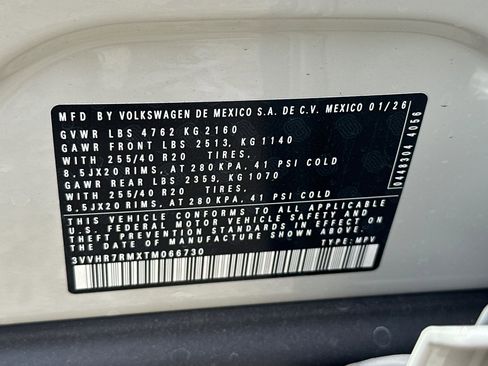 MFD BY VOLKSWAGEN DE MEXICO S.A. DE C.V. MEXICO 01/26
GVWR LBS 4762 KG 2160
GAWR FRONT LBS 2513, KG 1140
WITH 255/40 R20 TIRES,
8.5JX20 RIMS, AT 280 KPA, 41 PSI COLD
GAWR REAR LBS 2359, KG 1070
WITH 255/40 R20 TIRES,
8.5JX20 RIMS, AT 280 KPA, 41 PSI COLD
THIS VEHICLE CONFORMS TO ALL APPLICABLE
U.S. FEDERAL MOTOR VEHICLE SAFETY AND
THEFT PREVENTION STANDARDS IN EFFECT ON
THE DATE OF MANUFACTURE SHOWN ABOVE.
3VVHR7RMXTM066730 TYPE: MPV
04448304 4056